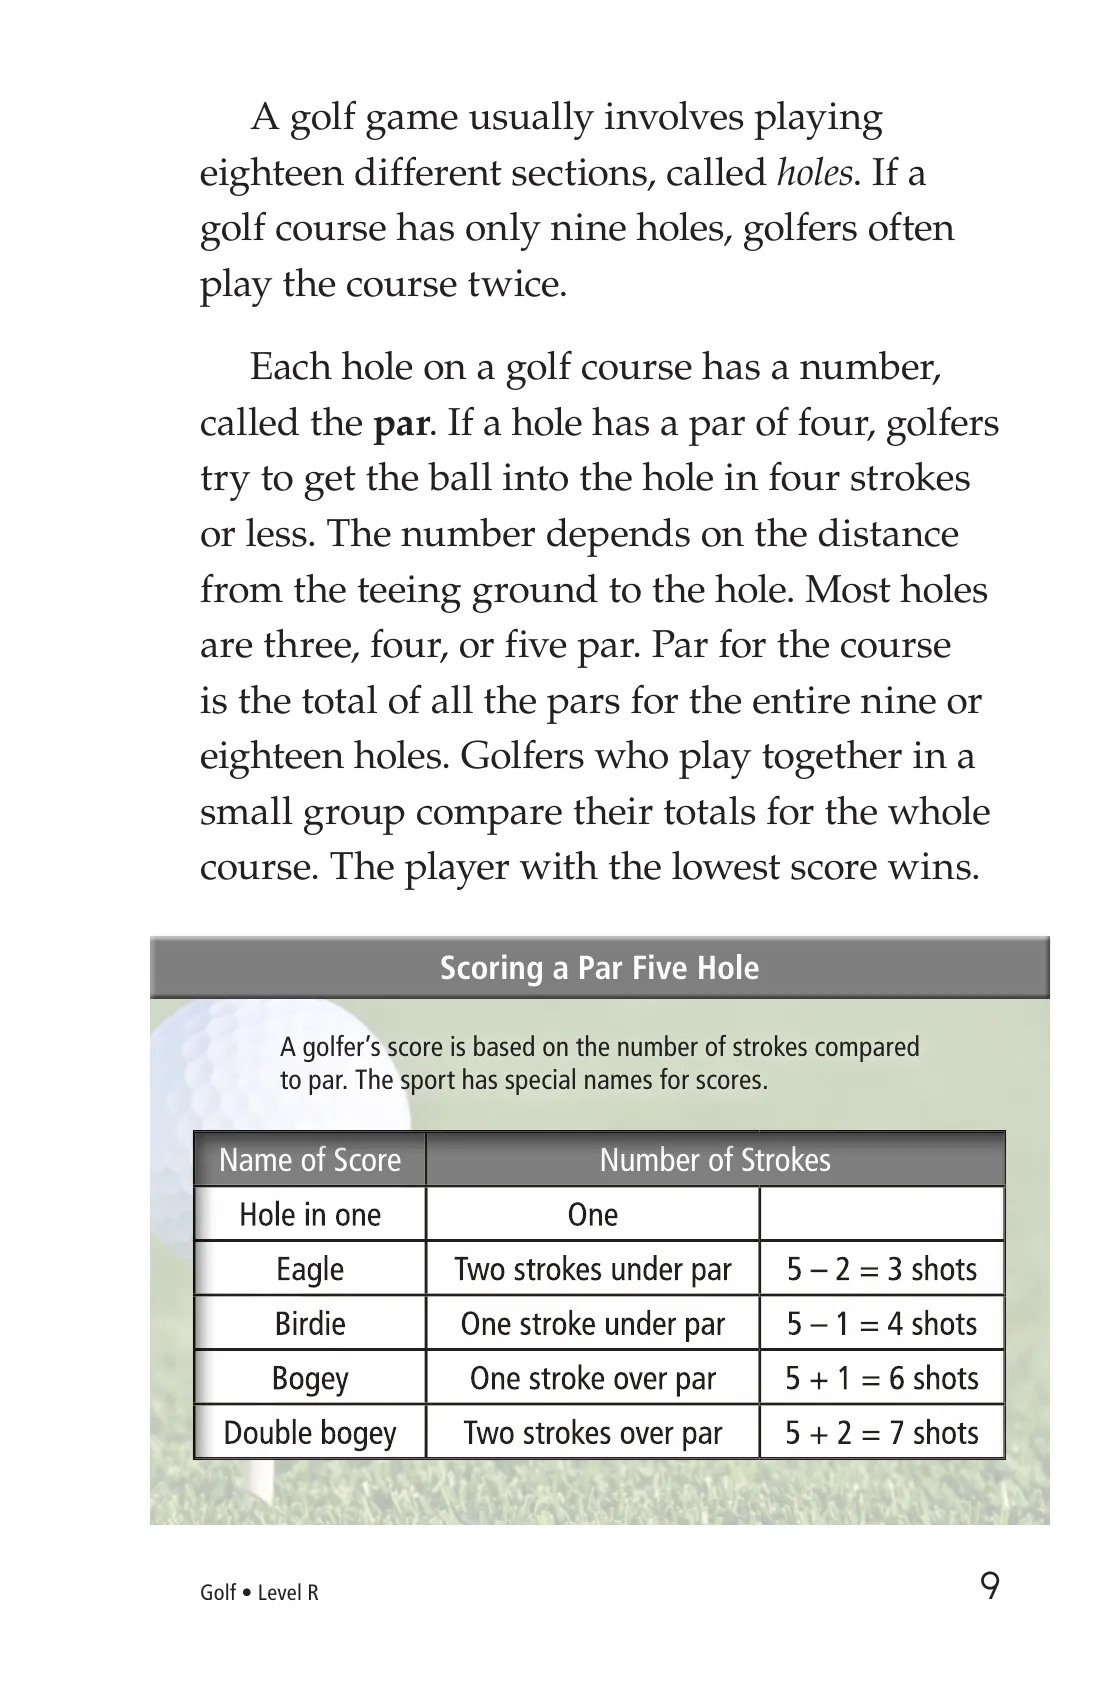 A golf game usually involves playing
eighteen different sections, called holes. If a
golf course has only nine holes, golfers often
play the course twice.
Each hole on a golf course has a number,
called the par. If a hole has a par of four, golfers
try to get the ball into the hole in four strokes
or less. The number depends on the distance
from the teeing ground to the hole. Most holes
are three, four, or five par. Par for the course
is the total of all the pars for the entire nine or
eighteen holes. Golfers who play together in a
small group compare their totals for the whole
course. The player with the lowest score wins.
Scoring a Par Five Hole
A golfer’s score is based on the number of strokes compared
to par. The sport has special names for scores.
Name of Score Number of Strokes
Hole in one One
Eagle Two strokes under par 5 – 2 = 3 shots
Birdie One stroke under par 5 – 1 = 4 shots
Bogey One stroke over par 5 + 1 = 6 shots
Double bogey Two strokes over par 5 + 2 = 7 shots
Golf • Level R 9